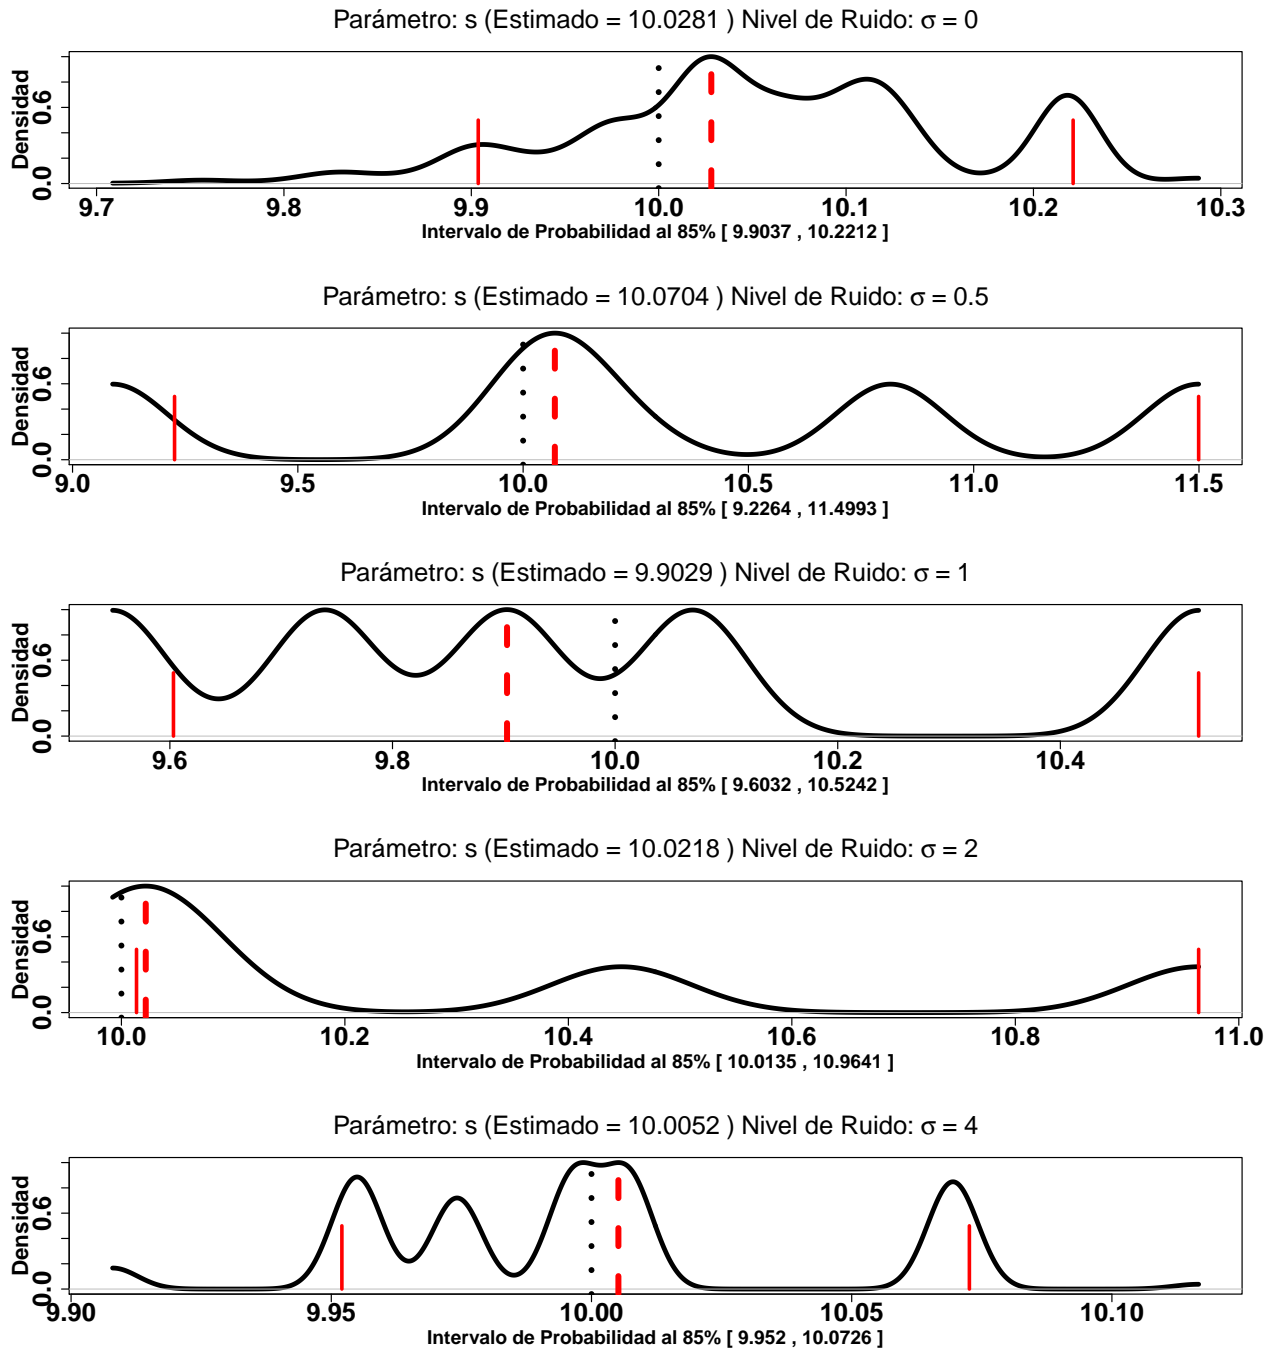 Parámetro: s (Estimado = 10.0281 ) Nivel de Ruido: σ = 0
Densidad
0.0 0.6
9.7 9.8 9.9 10.0 10.1 10.2 10.3
Intervalo de Probabilidad al 85% [ 9.9037 , 10.2212 ]
Parámetro: s (Estimado = 10.0704 ) Nivel de Ruido: σ = 0.5
Densidad
0.0 0.6
9.0 9.5 10.0 10.5 11.0 11.5
Intervalo de Probabilidad al 85% [ 9.2264 , 11.4993 ]
Parámetro: s (Estimado = 9.9029 ) Nivel de Ruido: σ = 1
Densidad
0.0 0.6
9.6 9.8 10.0 10.2 10.4
Intervalo de Probabilidad al 85% [ 9.6032 , 10.5242 ]
Parámetro: s (Estimado = 10.0218 ) Nivel de Ruido: σ = 2
Densidad
0.0 0.6
10.0 10.2 10.4 10.6 10.8 11.0
Intervalo de Probabilidad al 85% [ 10.0135 , 10.9641 ]
Parámetro: s (Estimado = 10.0052 ) Nivel de Ruido: σ = 4
Densidad
0.0 0.6
9.90 9.95 10.00 10.05 10.10
Intervalo de Probabilidad al 85% [ 9.952 , 10.0726 ]